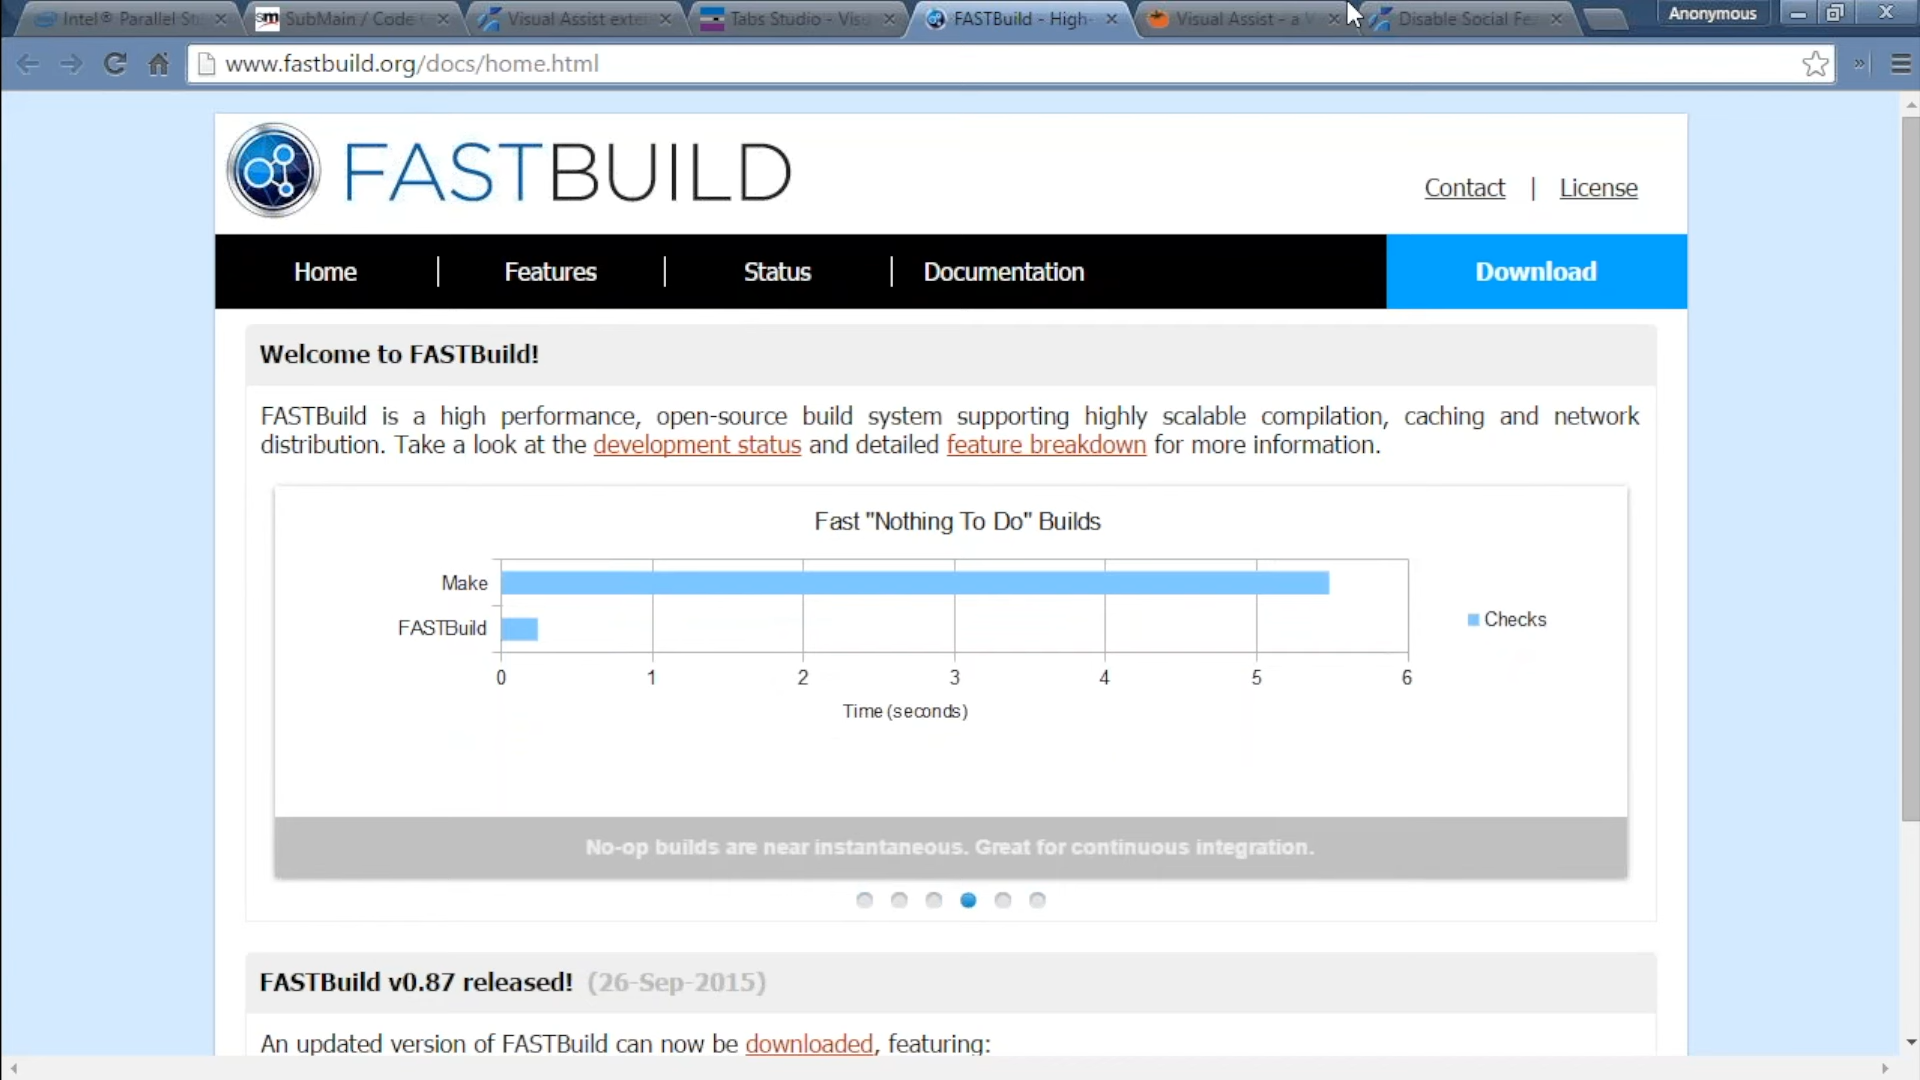 Intel® Parallel St
SubMain / Code
Visual Assist exte
Tabs Studio - Visu
FASTBuild - High-
Visual Assist - a V
Disable Social Fe
Anonymous
www.fastbuild.org/docs/home.html
FASTBUILD
Contact | License
Home | Features | Status | Documentation Download
Welcome to FASTBuild!
FASTBuild is a high performance, open-source build system supporting highly scalable compilation, caching and network
distribution. Take a look at the development status and detailed feature breakdown for more information.
Fast "Nothing To Do" Builds
Make
FASTBuild
Checks
0 1 2 3 4 5 6
Time (seconds)
No-op builds are near instantaneous. Great for continuous integration.
FASTBuild v0.87 released! (26-Sep-2015)
An updated version of FASTBuild can now be downloaded, featuring: